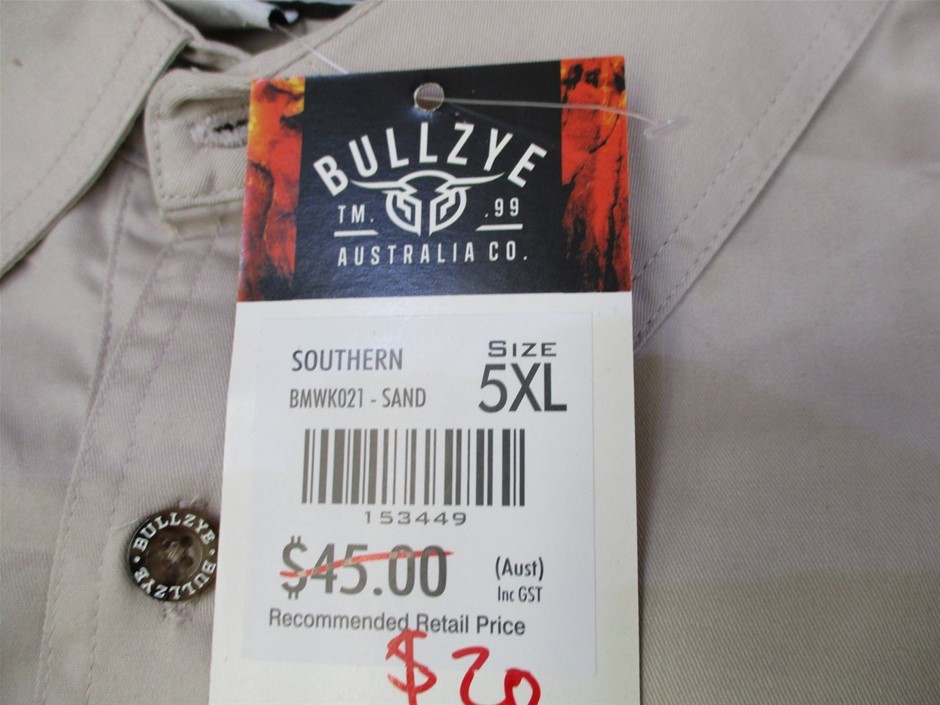 BULLZYE
TM. .99
AUSTRALIA CO.
SOUTHERN
BMWK021 - SAND
SIZE
5XL
153449
$45.00
(Aust)
Inc GST
Recommended Retail Price
$20
BULLZYE • BULLZYE •